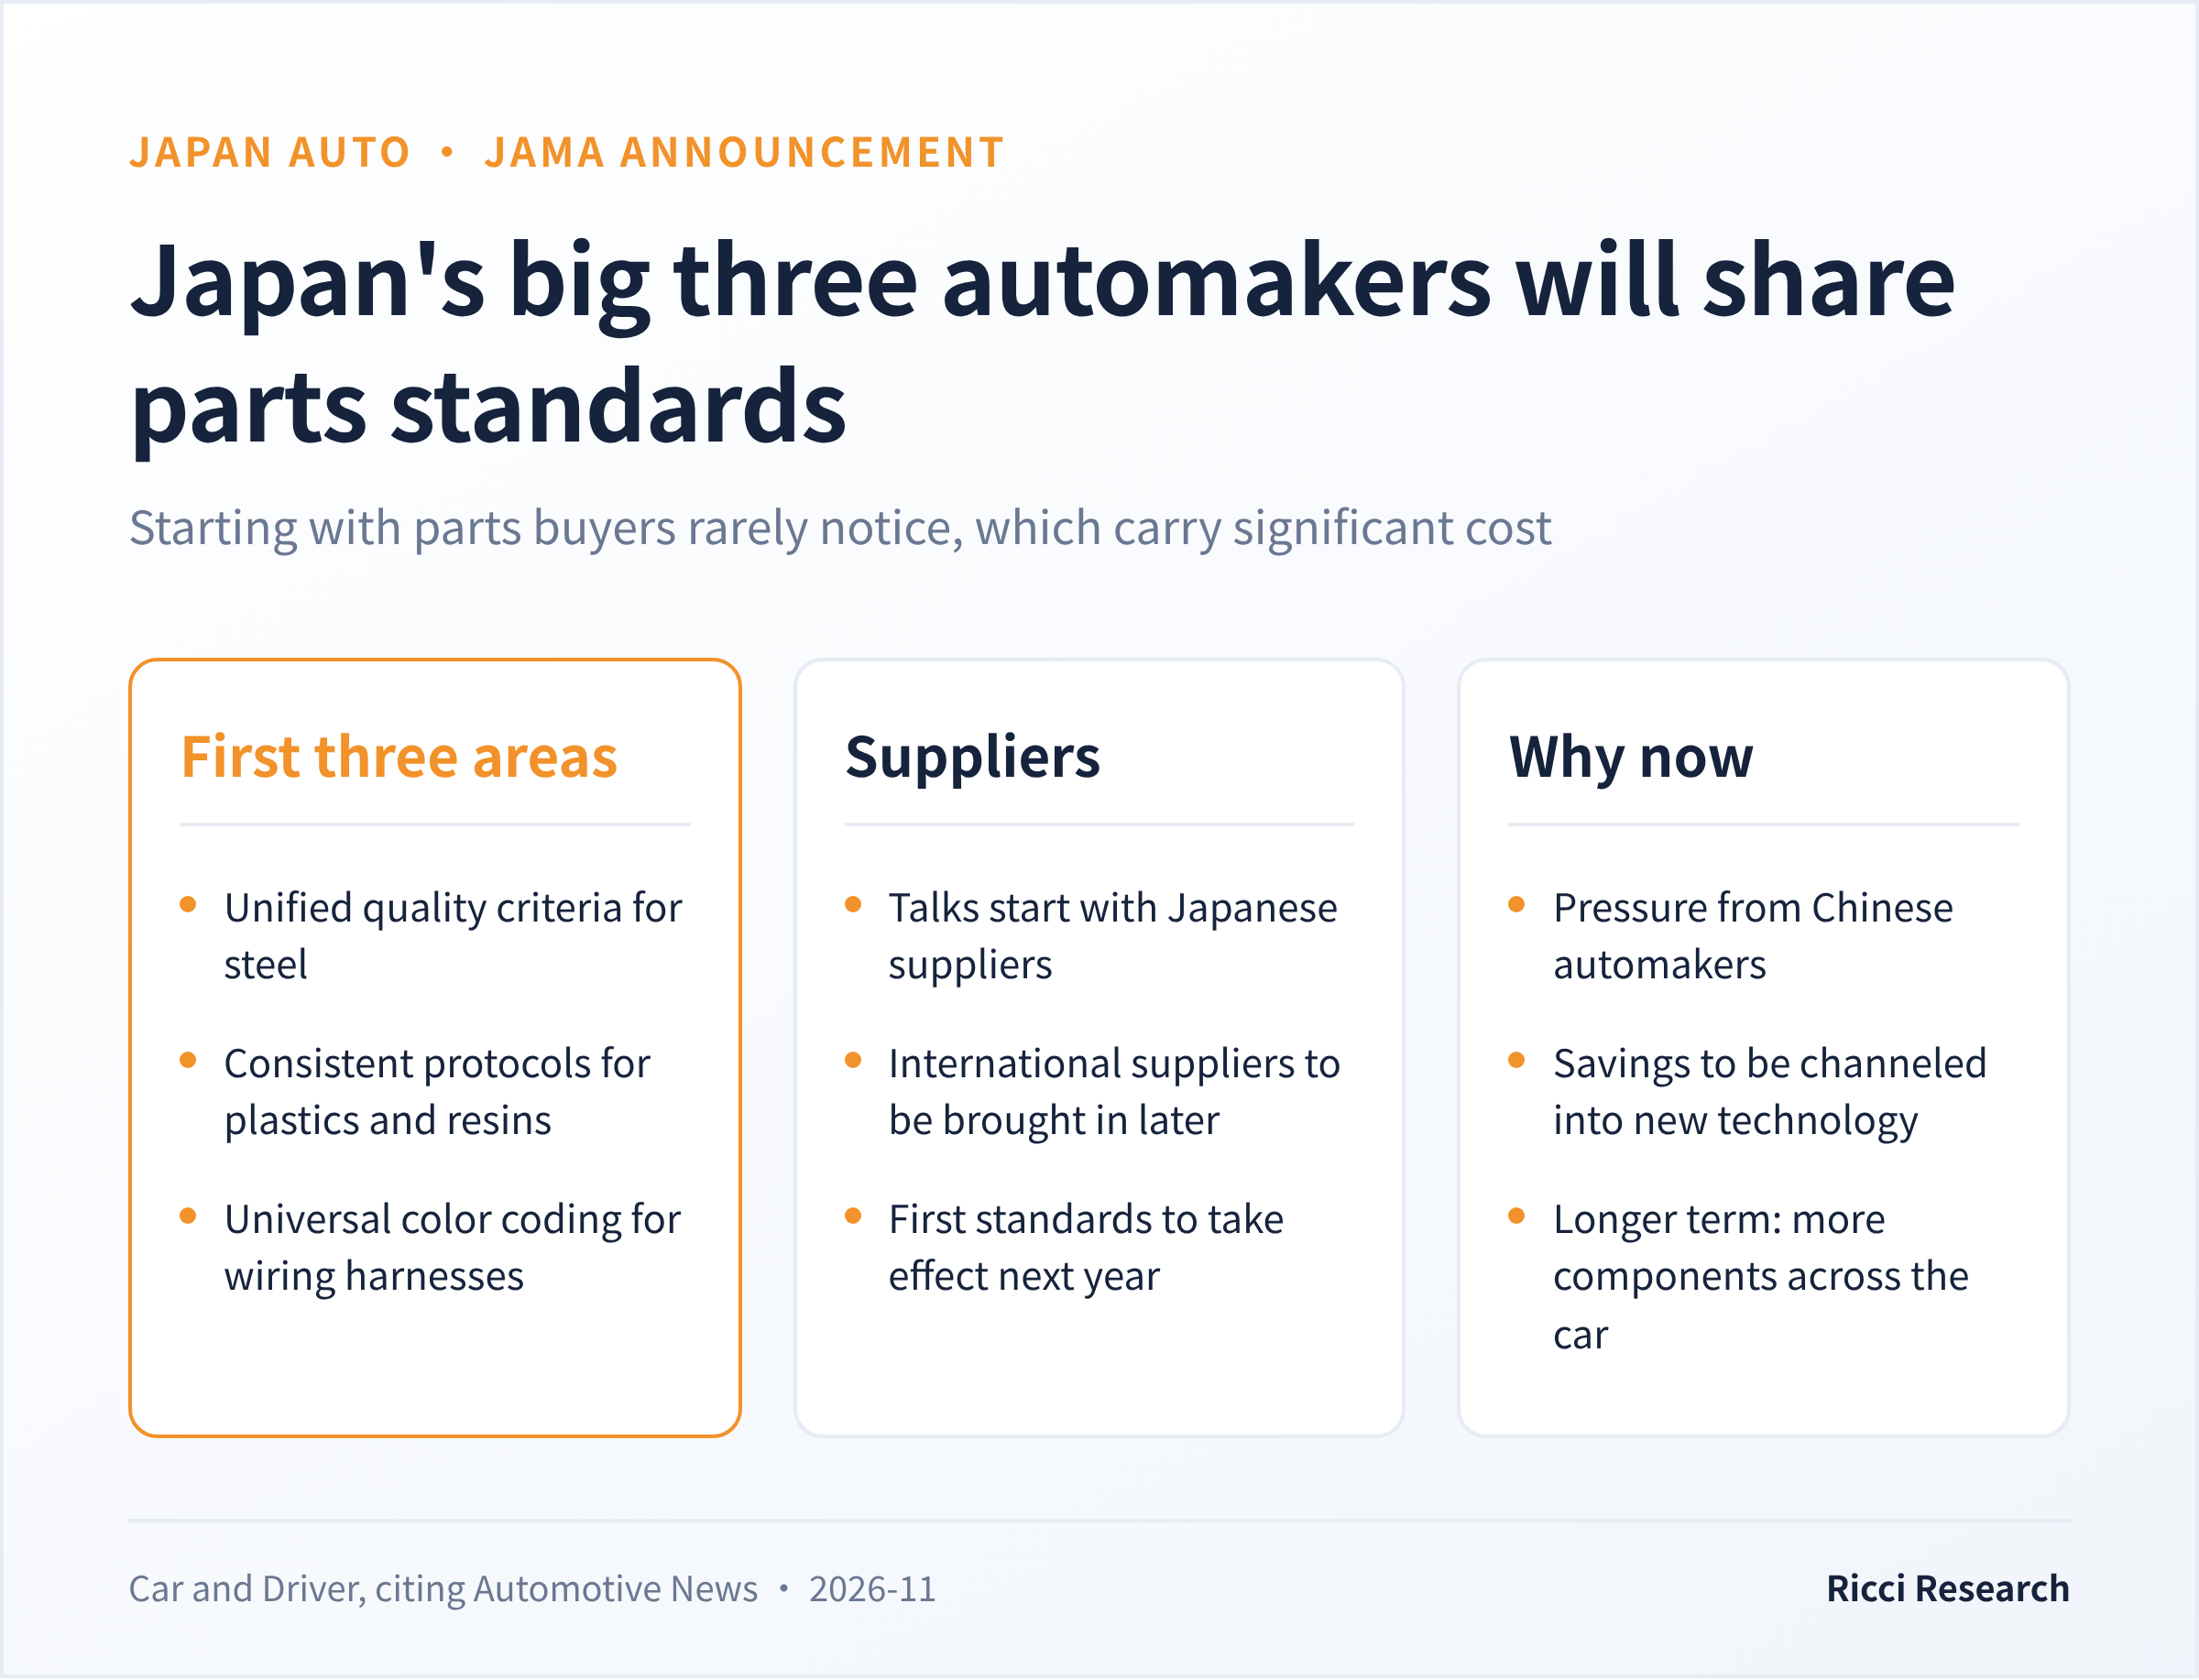 JAPAN AUTO • JAMA ANNOUNCEMENT
Japan's big three automakers will share
parts standards
Starting with parts buyers rarely notice, which carry significant cost
First three areas
• Unified quality criteria for
steel
• Consistent protocols for
plastics and resins
• Universal color coding for
wiring harnesses
Suppliers
• Talks start with Japanese
suppliers
• International suppliers to
be brought in later
• First standards to take
effect next year
Why now
• Pressure from Chinese
automakers
• Savings to be channeled
into new technology
• Longer term: more
components across the
car
Car and Driver, citing Automotive News • 2026-11
Ricci Research